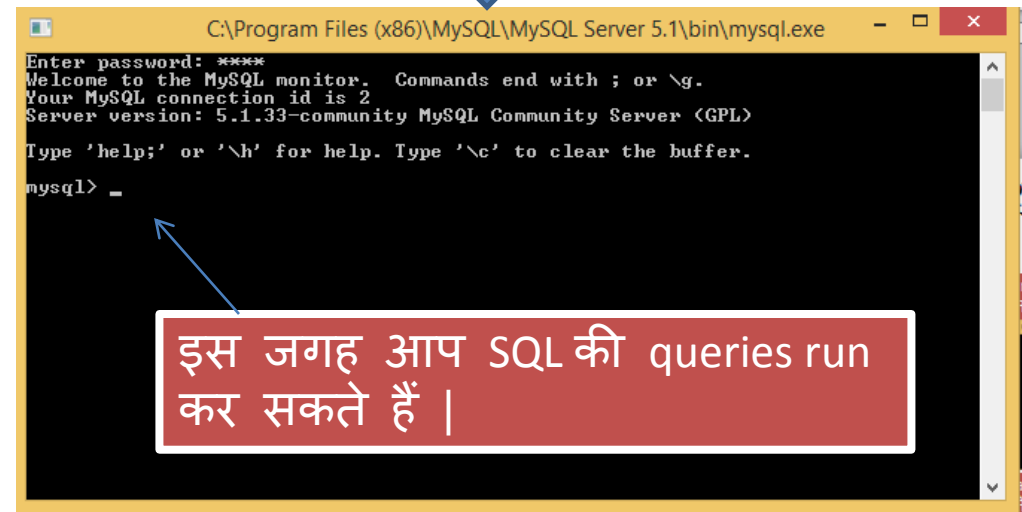 C:\Program Files (x86)\MySQL\MySQL Server 5.1\bin\mysql.exe
Enter password: ****
Welcome to the MySQL monitor.  Commands end with ; or \g.
Your MySQL connection id is 2
Server version: 5.1.33-community MySQL Community Server (GPL)
Type 'help;' or '\h' for help. Type '\c' to clear the buffer.
mysql> _
इस जगह आप SQL की queries run
कर सकते हैं |